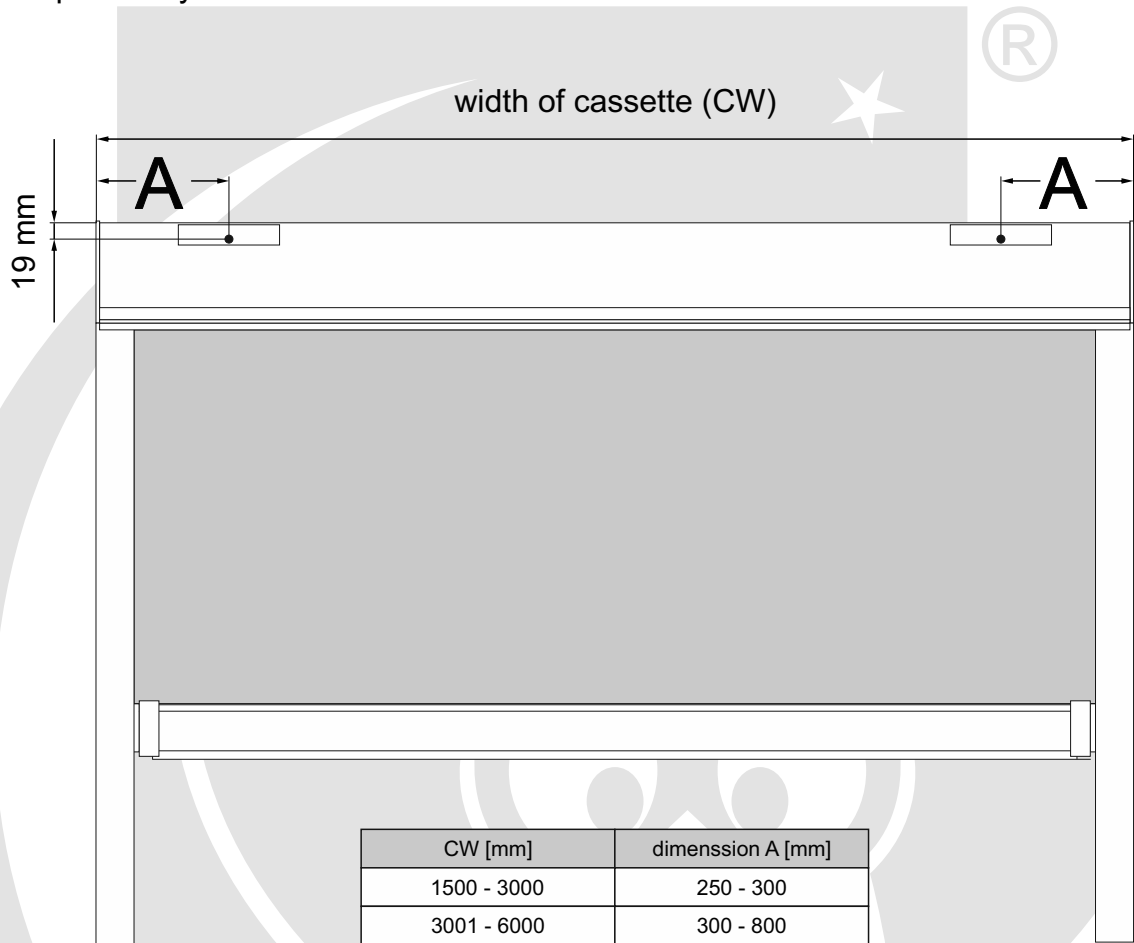 ®
width of cassette (CW)
A
A
19 mm
CW [mm]
dimenssion A [mm]
1500 - 3000
250 - 300
3001 - 6000
300 - 800